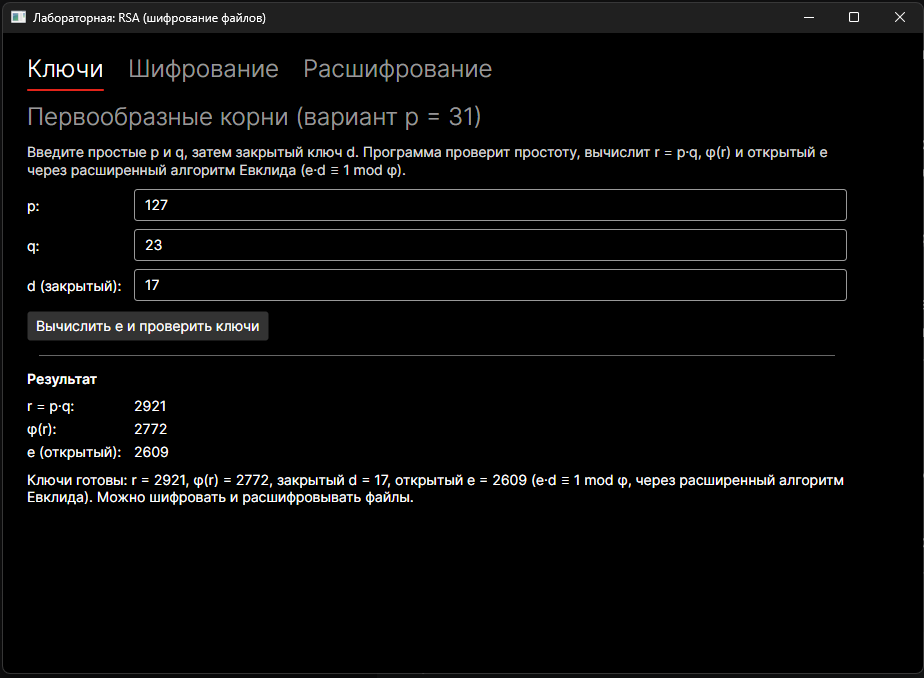 Лабораторная: RSA (шифрование файлов)
Ключи Шифрование Расшифрование
Первообразные корни (вариант p = 31)
Введите простые p и q, затем закрытый ключ d. Программа проверит простоту, вычислит r = p·q, φ(r) и открытый e
через расширенный алгоритм Евклида (e·d ≡ 1 mod φ).
p: 127
q: 23
d (закрытый): 17
Вычислить e и проверить ключи
Результат
r = p·q: 2921
φ(r): 2772
e (открытый): 2609
Ключи готовы: r = 2921, φ(r) = 2772, закрытый d = 17, открытый e = 2609 (e·d ≡ 1 mod φ, через расширенный алгоритм
Евклида). Можно шифровать и расшифровывать файлы.